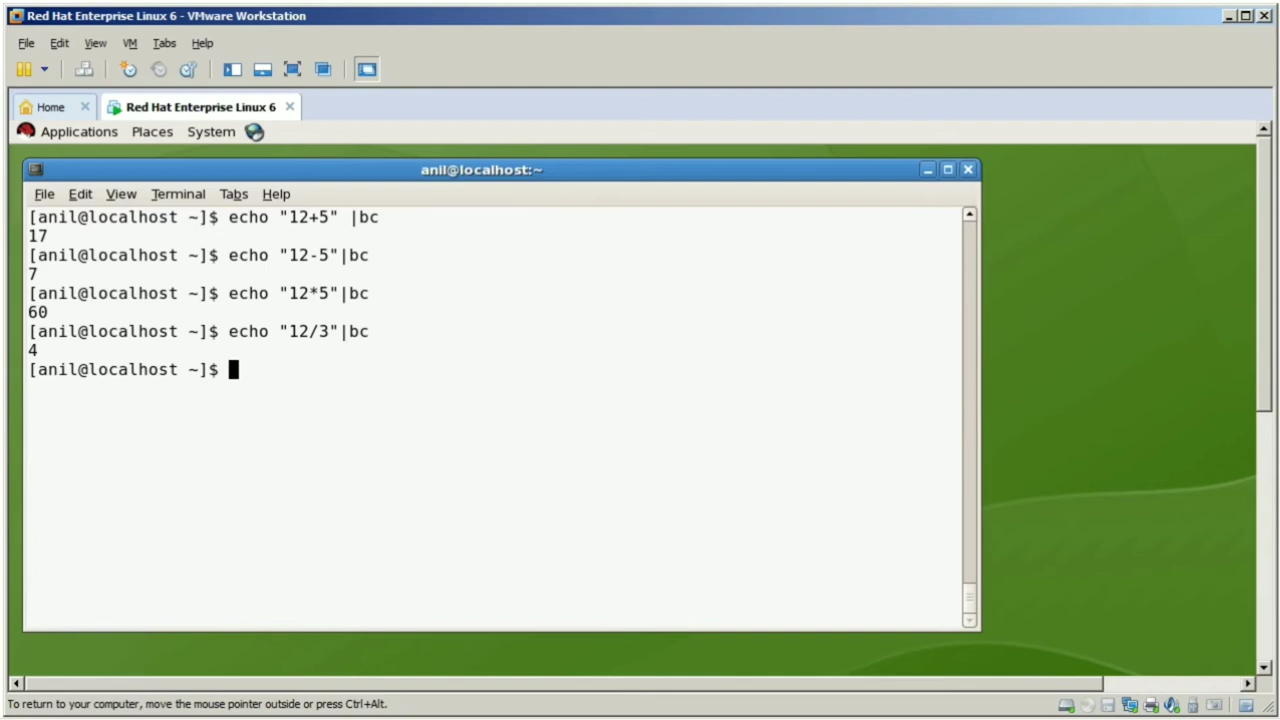 Red Hat Enterprise Linux 6 - VMware Workstation
File Edit View VM Tabs Help
Home Red Hat Enterprise Linux 6
Applications Places System
anil@localhost:~
File Edit View Terminal Tabs Help
[anil@localhost ~]$ echo "12+5" |bc
17
[anil@localhost ~]$ echo "12-5"|bc
7
[anil@localhost ~]$ echo "12*5"|bc
60
[anil@localhost ~]$ echo "12/3"|bc
4
[anil@localhost ~]$
To return to your computer, move the mouse pointer outside or press Ctrl+Alt.